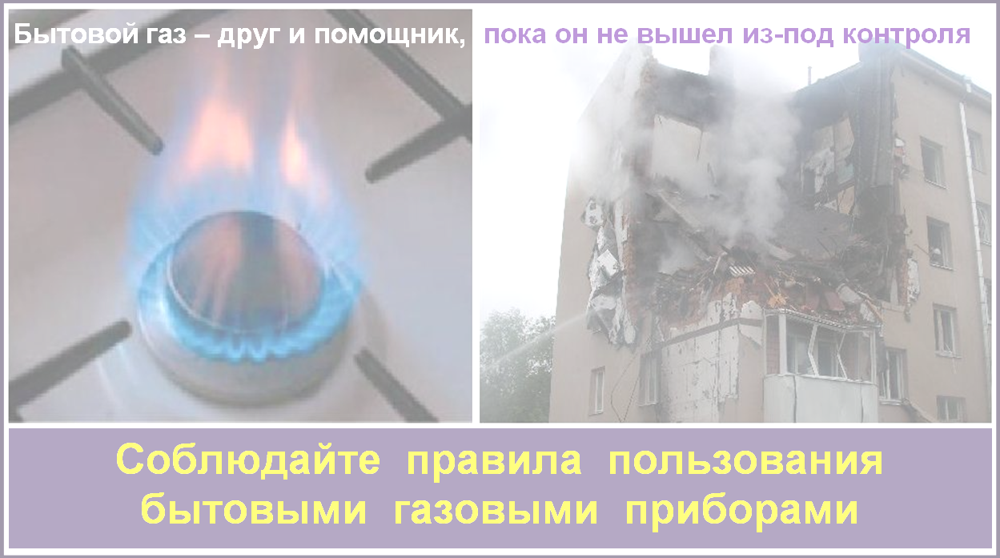 Бытовой газ – друг и помощник, пока он не вышел из-под контроля
Соблюдайте правила пользования
бытовыми газовыми приборами